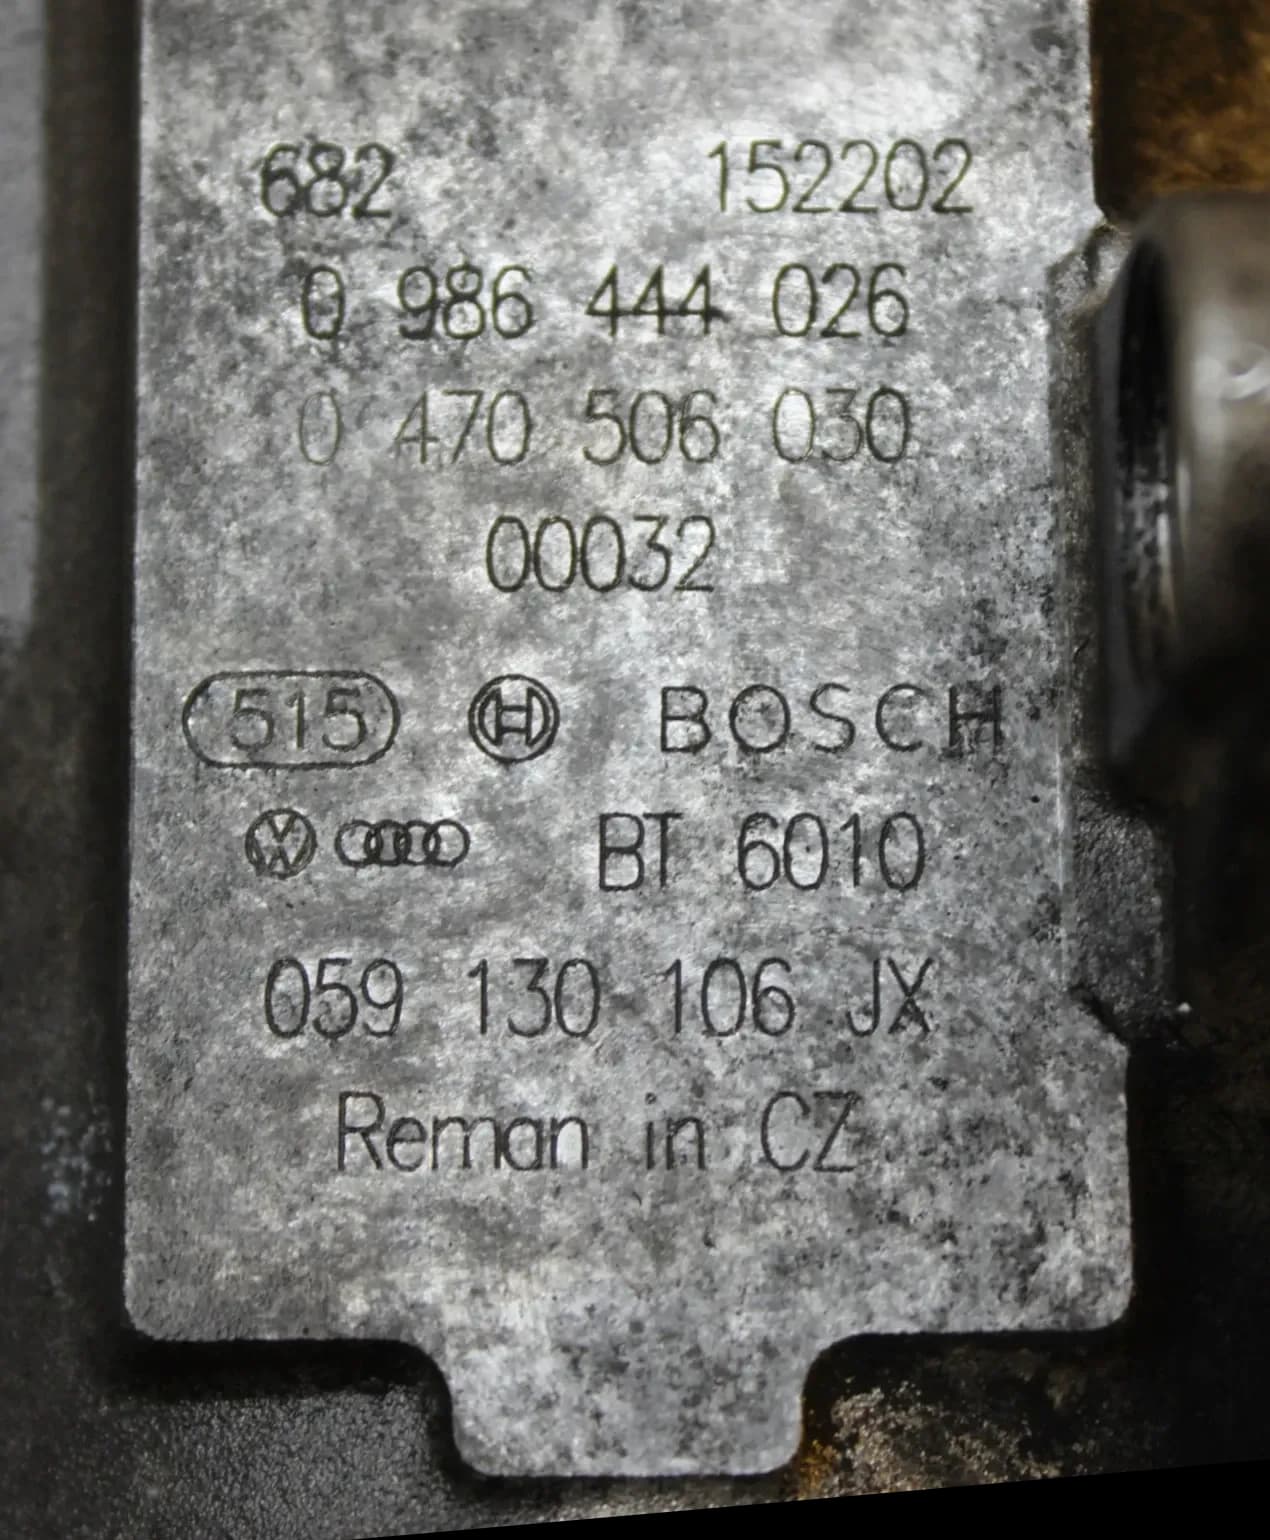 682 152202
0 986 444 026
0 470 506 030
00032
515 BOSCH
BT 6010
059 130 106 JX
Reman in CZ